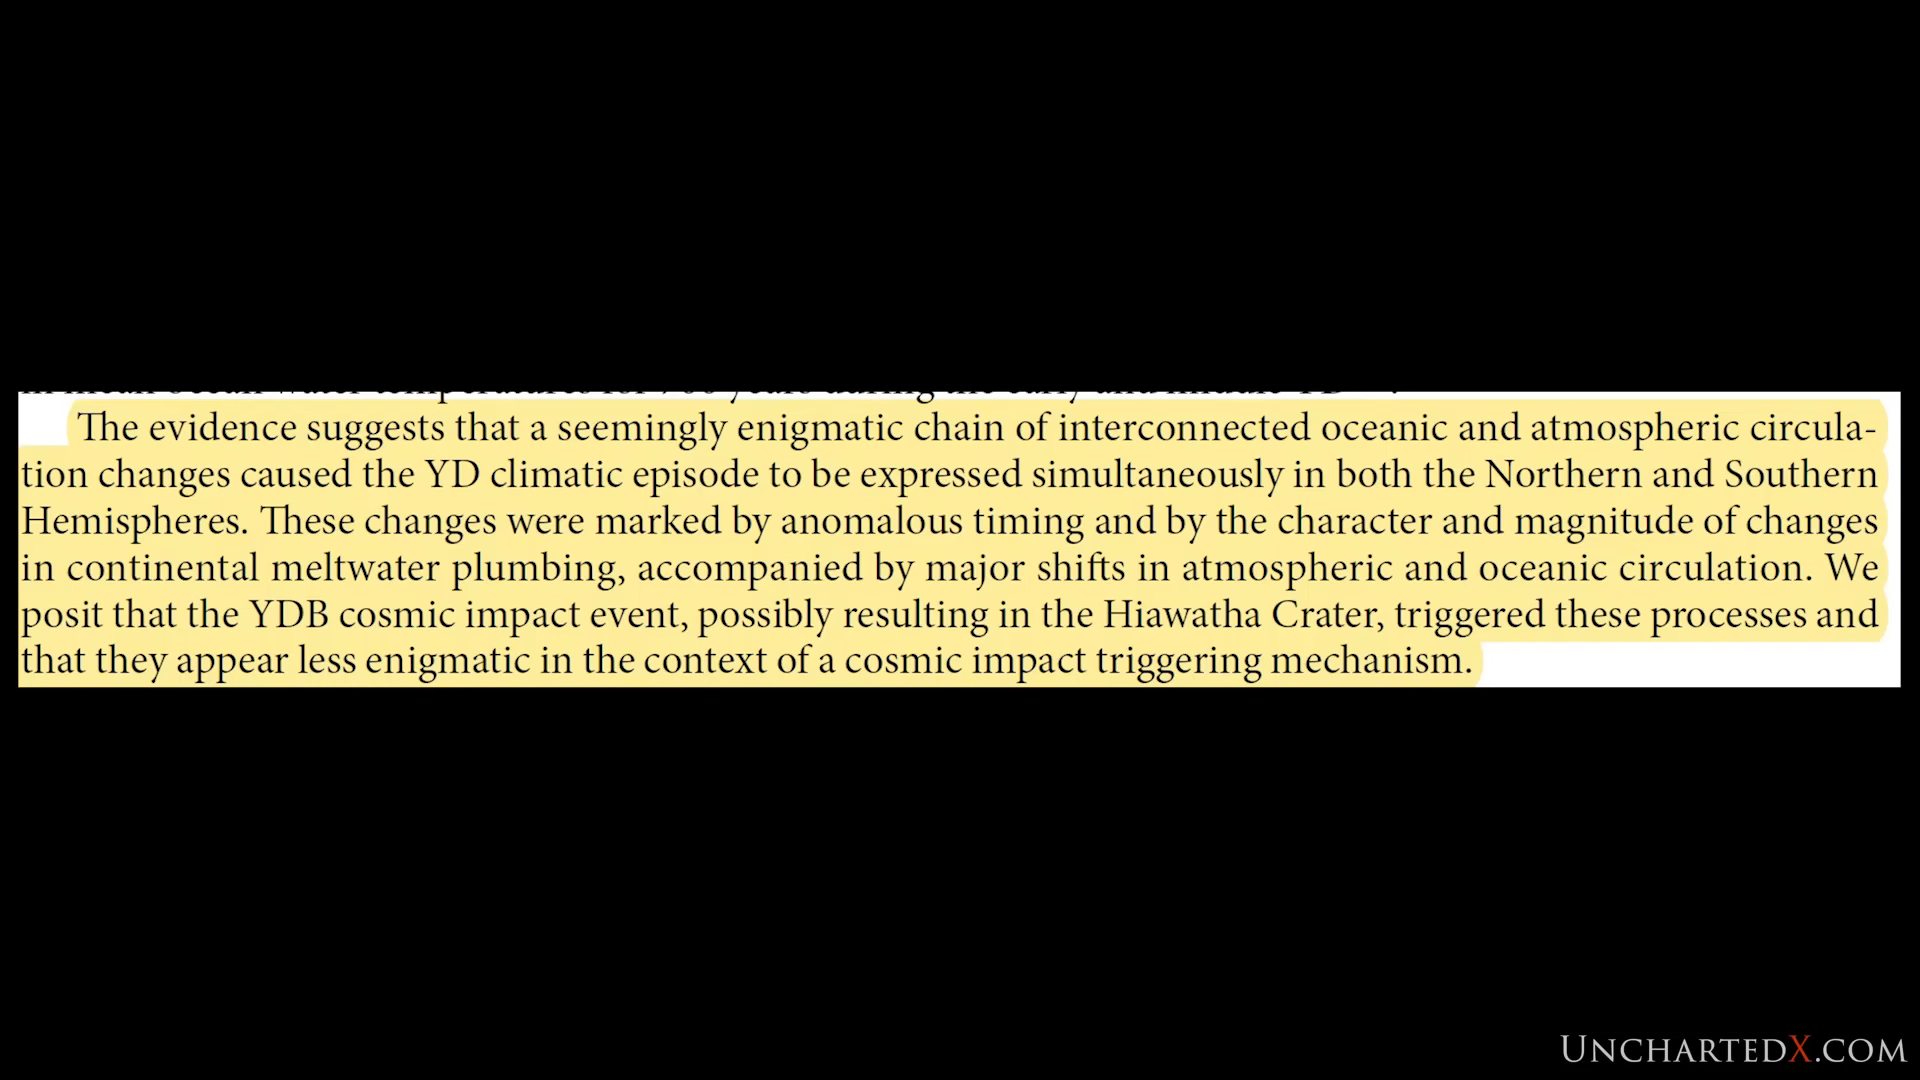 The evidence suggests that a seemingly enigmatic chain of interconnected oceanic and atmospheric circula-
tion changes caused the YD climatic episode to be expressed simultaneously in both the Northern and Southern
Hemispheres. These changes were marked by anomalous timing and by the character and magnitude of changes
in continental meltwater plumbing, accompanied by major shifts in atmospheric and oceanic circulation. We
posit that the YDB cosmic impact event, possibly resulting in the Hiawatha Crater, triggered these processes and
that they appear less enigmatic in the context of a cosmic impact triggering mechanism.
UNCHARTEDX.COM